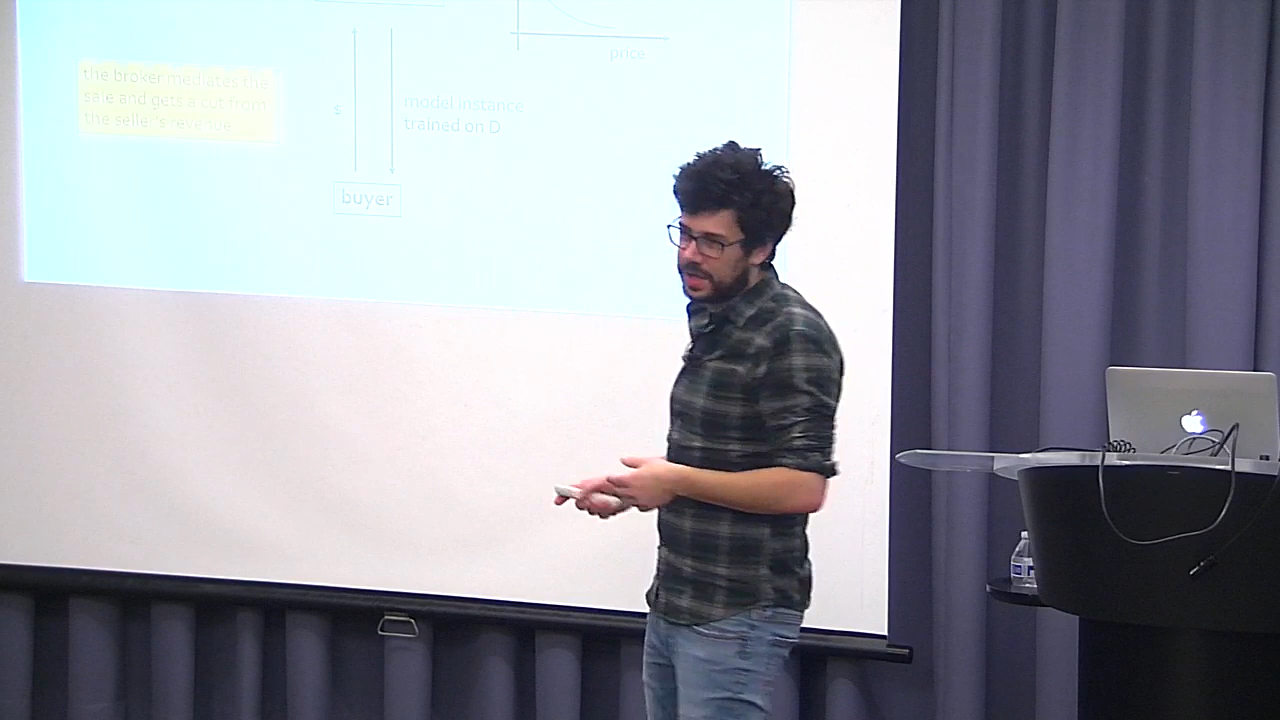 price
the broker mediates the
sale and gets a cut from
the seller's revenue
$
model instance
trained on D
buyer